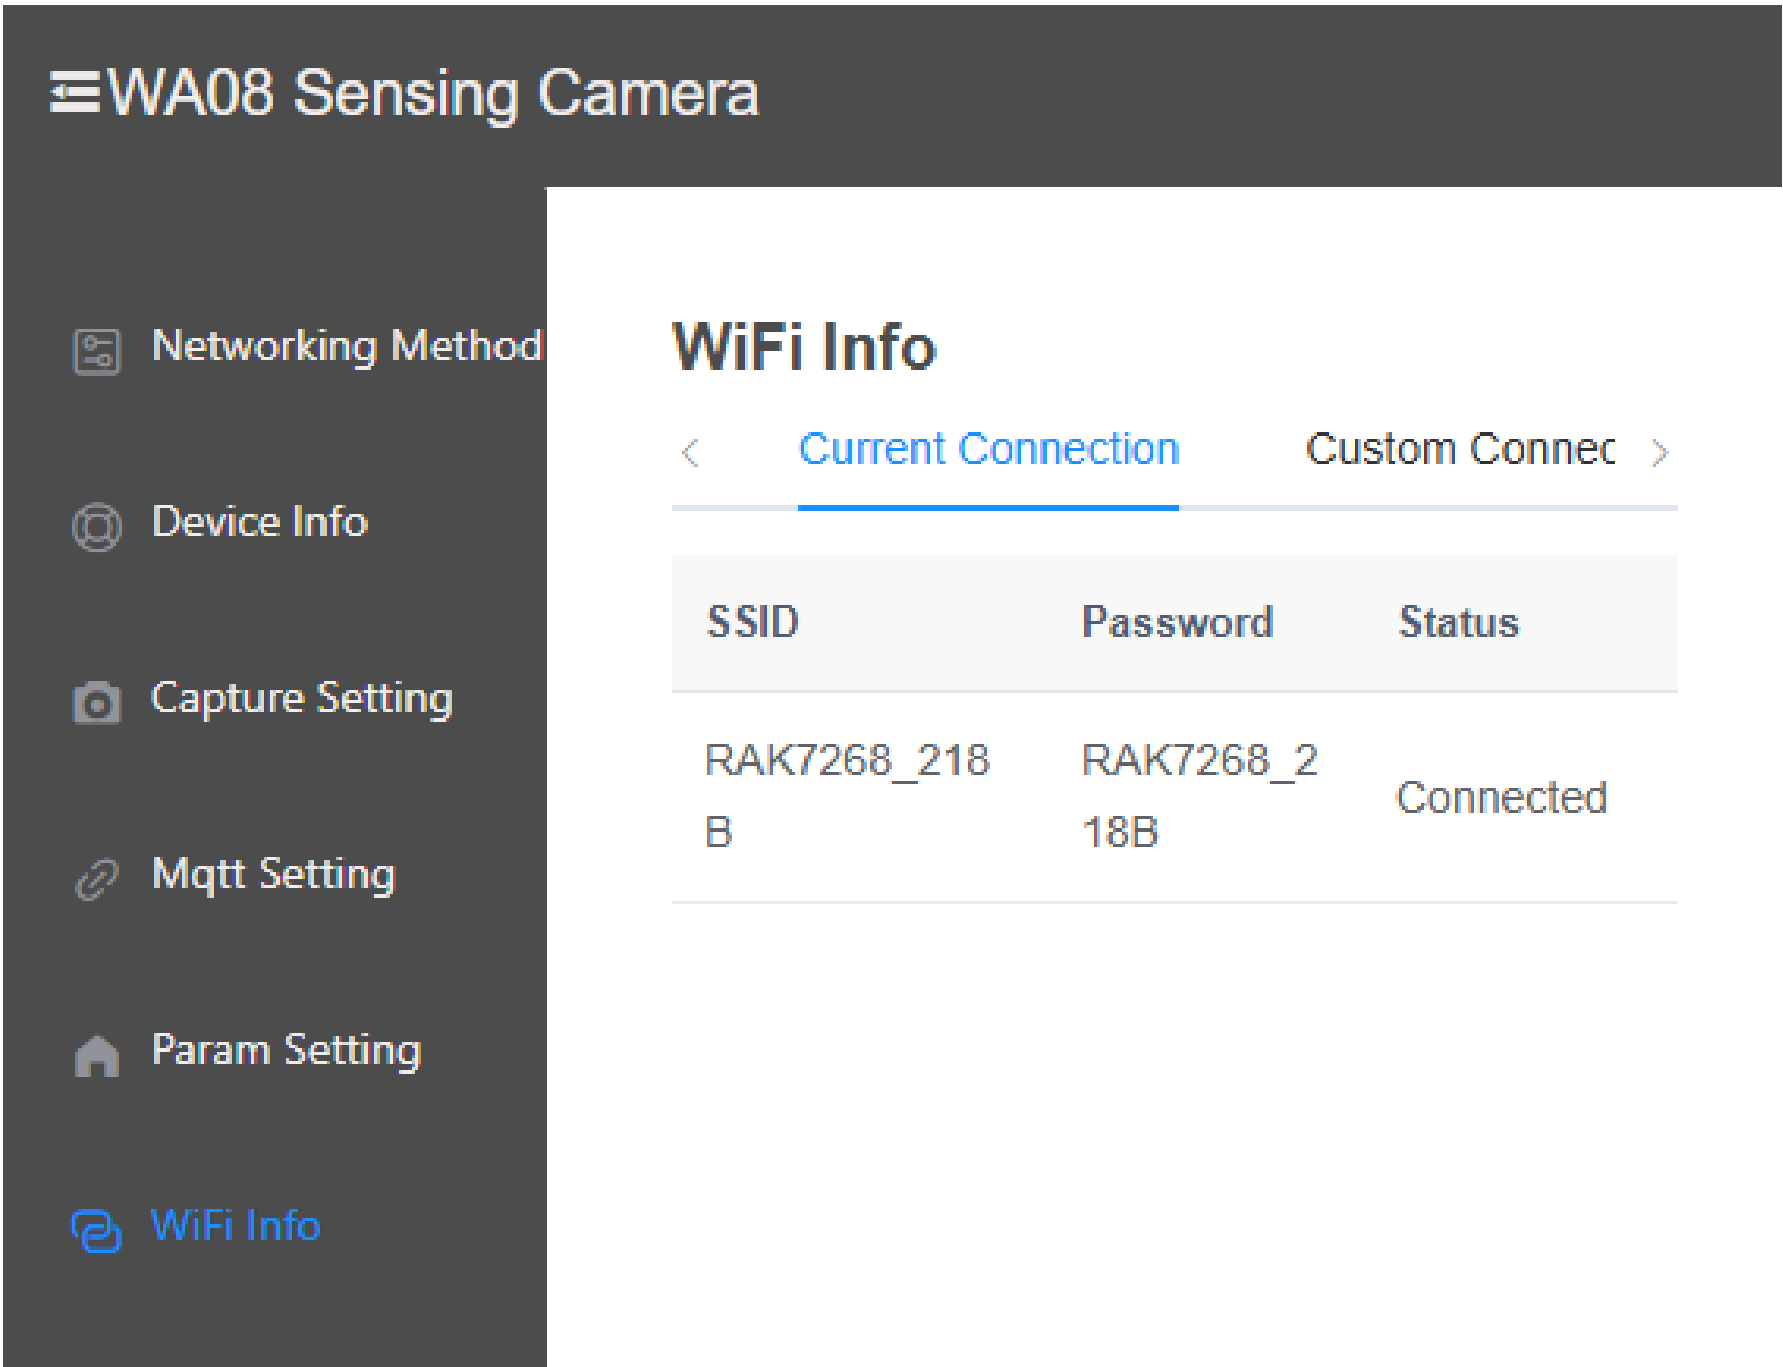 WA08 Sensing Camera
Networking Method
Device Info
Capture Setting
Mqtt Setting
Param Setting
WiFi Info
WiFi Info
< Current Connection Custom Connec >
SSID Password Status
RAK7268_218 RAK7268_2 Connected
B 18B